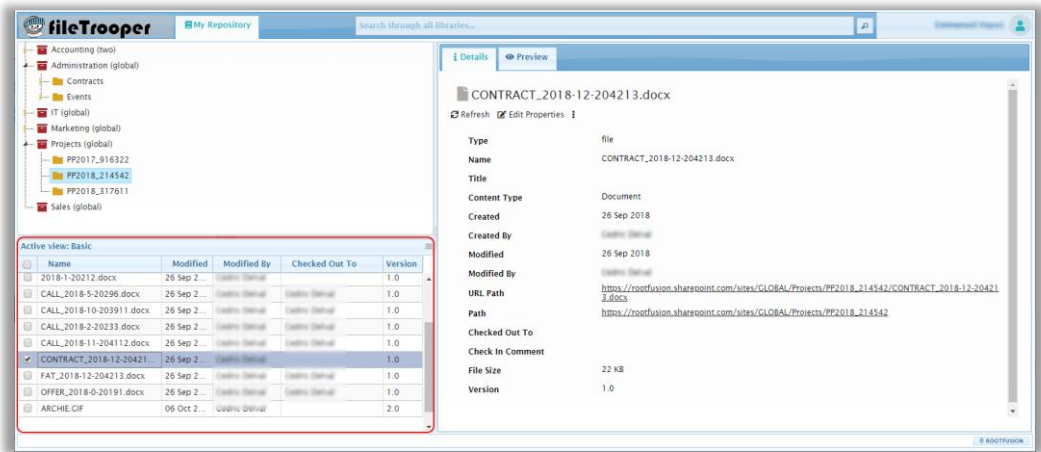 fileTrooper
My Repository
Search through all libraries...
Accounting (two)
Administration (global)
Contracts
Events
IT (global)
Marketing (global)
Projects (global)
PP2017_916322
PP2018_214542
PP2018_317611
Sales (global)
Active view: Basic
Name Modified Modified By Checked Out To Version
2018-1-20212.docx 26 Sep 2... 1.0
CALL_2018-5-20296.docx 26 Sep 2... 1.0
CALL_2018-10-203911.docx 26 Sep 2... 1.0
CALL_2018-2-20233.docx 26 Sep 2... 1.0
CALL_2018-11-204112.docx 26 Sep 2... 1.0
CONTRACT_2018-12-20421... 26 Sep 2... 1.0
FAT_2018-12-204213.docx 26 Sep 2... 1.0
OFFER_2018-0-20191.docx 26 Sep 2... 1.0
ARCHIE.GIF 06 Oct 2... 2.0
Details Preview
CONTRACT_2018-12-204213.docx
Refresh Edit Properties
Type file
Name CONTRACT_2018-12-204213.docx
Title
Content Type Document
Created 26 Sep 2018
Created By
Modified 26 Sep 2018
Modified By
URL Path https://rootfusion.sharepoint.com/sites/GLOBAL/Projects/PP2018_214542/CONTRACT_2018-12-20421
3.docx
Path https://rootfusion.sharepoint.com/sites/GLOBAL/Projects/PP2018_214542
Checked Out To
Check In Comment
File Size 22 KB
Version 1.0
ROOTFUSION